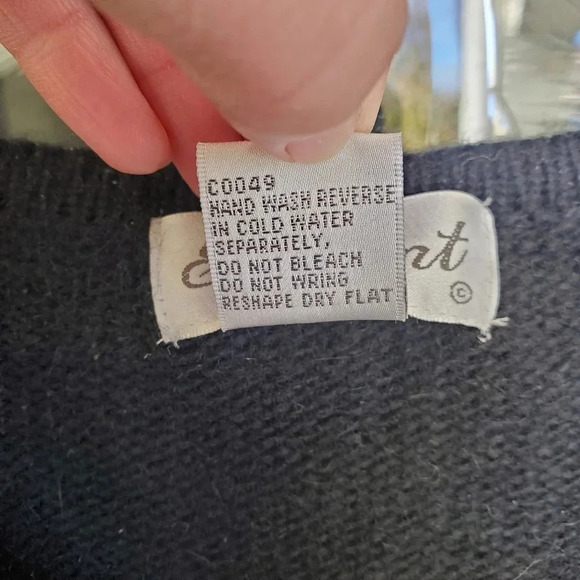 C0049
HAND WASH REVERSE
IN COLD WATER
SEPARATELY.
DO NOT BLEACH
DO NOT WRING
RESHAPE DRY FLAT
©